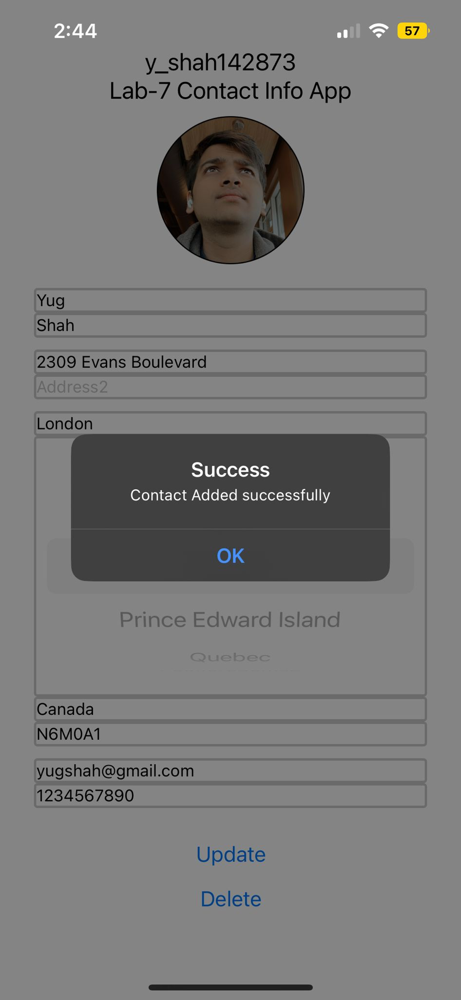 2:44
57
y_shah142873
Lab-7 Contact Info App
Yug
Shah
2309 Evans Boulevard
Address2
London
Success
Contact Added successfully
OK
Prince Edward Island
Quebec
Canada
N6M0A1
yugshah@gmail.com
1234567890
Update
Delete